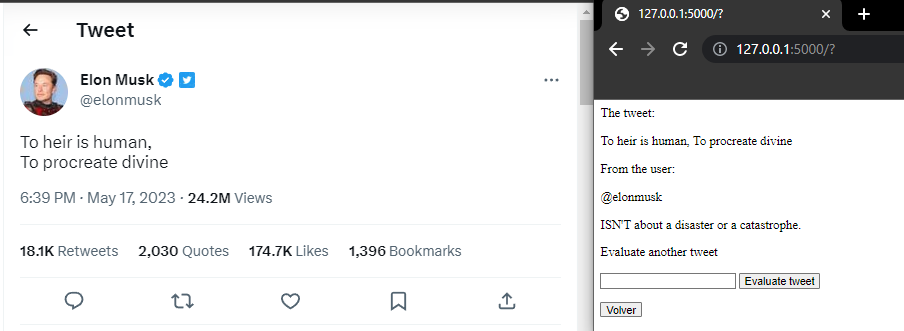 Tweet
Elon Musk
@elonmusk
To heir is human,
To procreate divine
6:39 PM · May 17, 2023 · 24.2M Views
18.1K Retweets 2,030 Quotes 174.7K Likes 1,396 Bookmarks
127.0.0.1:5000/?
127.0.0.1:5000/?
The tweet:
To heir is human, To procreate divine
From the user:
@elonmusk
ISN'T about a disaster or a catastrophe.
Evaluate another tweet
Evaluate tweet
Volver